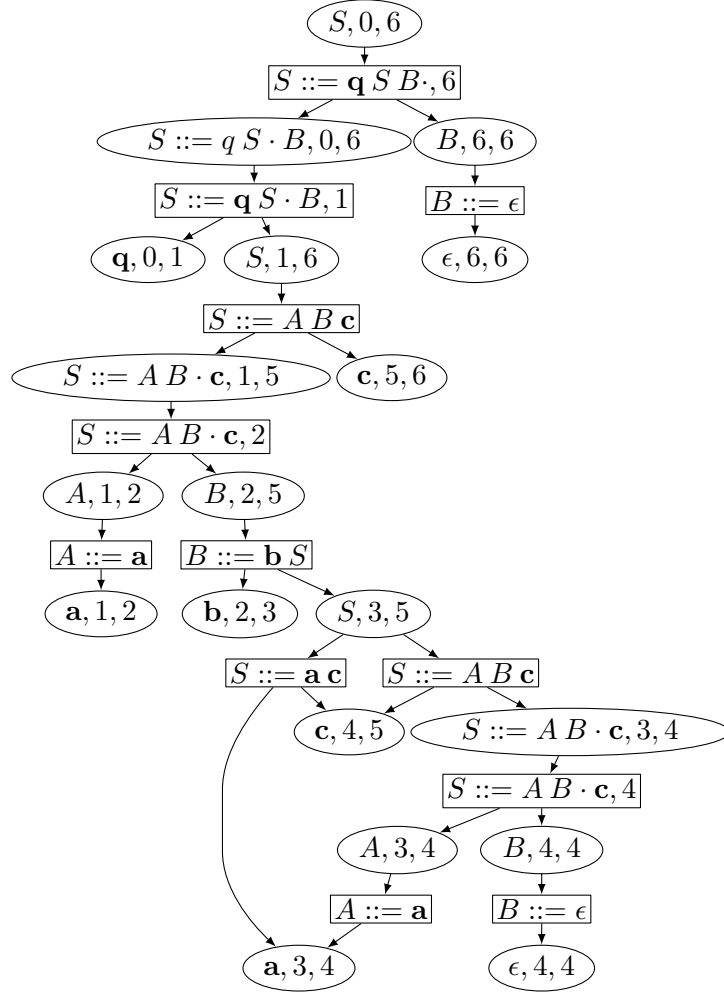 S, 0, 6
S ::= q S B·, 6
S ::= q S · B, 0, 6
B, 6, 6
S ::= q S · B, 1
B ::= ϵ
q, 0, 1
S, 1, 6
ϵ, 6, 6
S ::= A B c
S ::= A B · c, 1, 5
c, 5, 6
S ::= A B · c, 2
A, 1, 2
B, 2, 5
A ::= a
B ::= b S
a, 1, 2
b, 2, 3
S, 3, 5
S ::= a c
S ::= A B c
c, 4, 5
S ::= A B · c, 3, 4
S ::= A B · c, 4
A, 3, 4
B, 4, 4
A ::= a
B ::= ϵ
a, 3, 4
ϵ, 4, 4